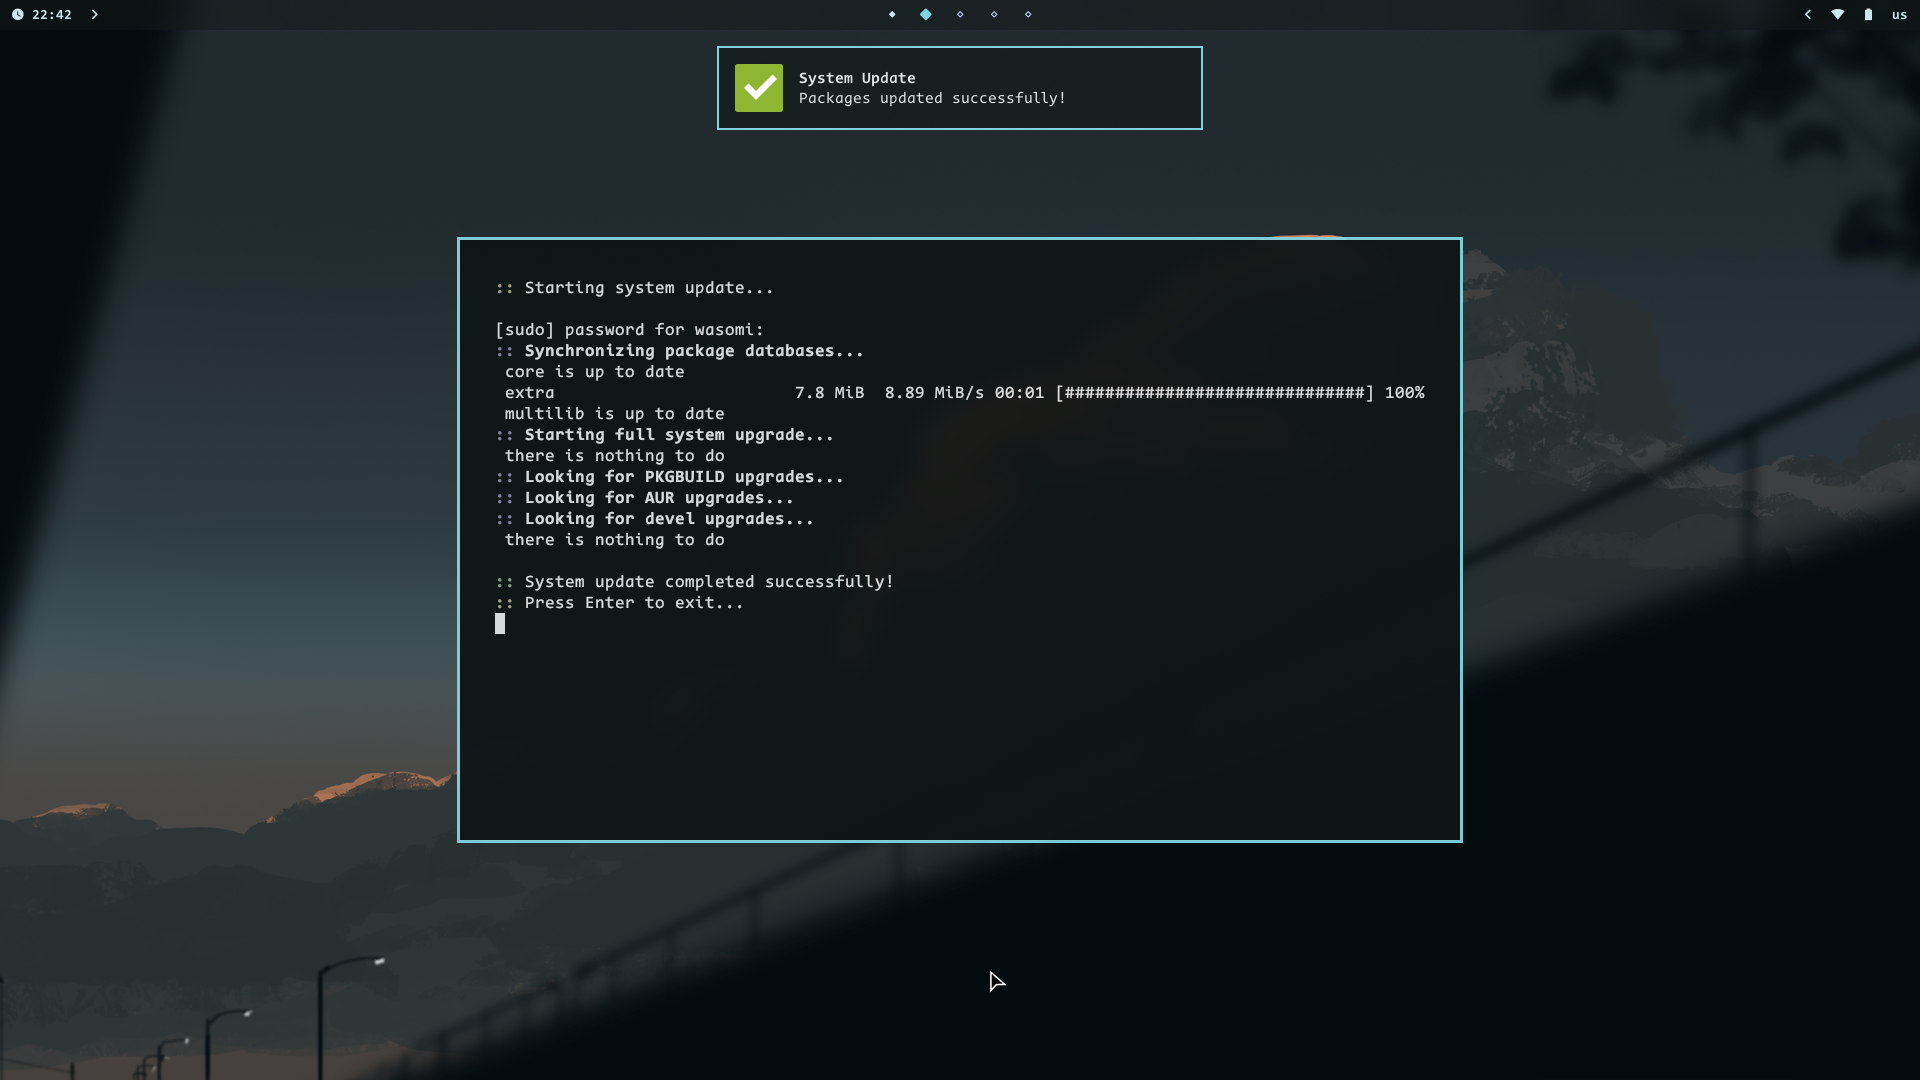 22:42
us
System Update
Packages updated successfully!
:: Starting system update...
[sudo] password for wasomi:
:: Synchronizing package databases...
core is up to date
extra 7.8 MiB 8.89 MiB/s 00:01 [##############################] 100%
multilib is up to date
:: Starting full system upgrade...
there is nothing to do
:: Looking for PKGBUILD upgrades...
:: Looking for AUR upgrades...
:: Looking for devel upgrades...
there is nothing to do
:: System update completed successfully!
:: Press Enter to exit...